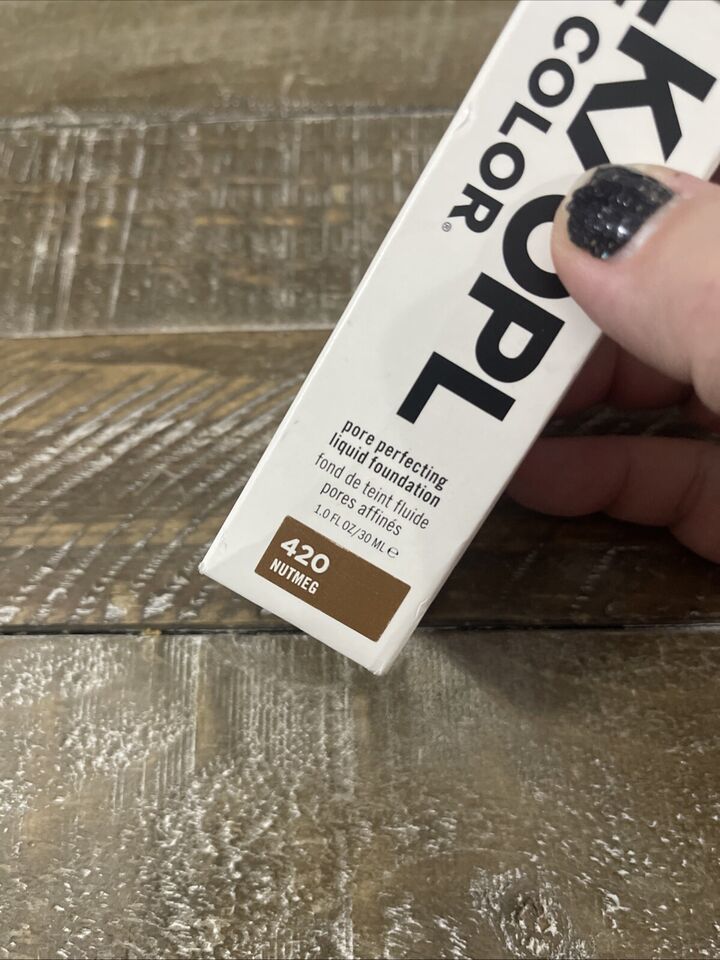 COLOR®
pore perfecting
liquid foundation
fond de teint fluide
pores affinés
1.0 FL OZ/30 ML ℮
420
NUTMEG